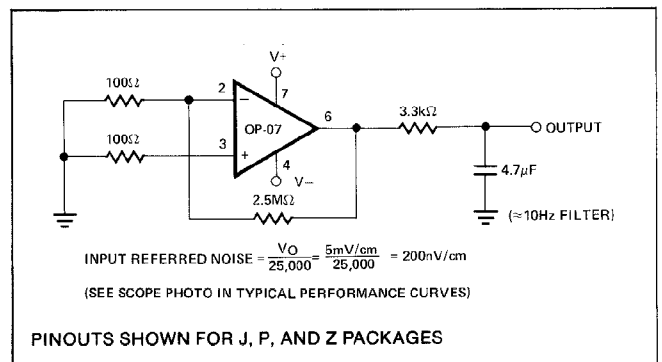 V+
100Ω
2
−
7
OP-07
6
3.3kΩ
OUTPUT
100Ω
3
+
4
V−
4.7μF
2.5MΩ
(≈10Hz FILTER)
INPUT REFERRED NOISE = VO/25,000 = 5mV/cm/25,000 = 200nV/cm
(SEE SCOPE PHOTO IN TYPICAL PERFORMANCE CURVES)
PINOUTS SHOWN FOR J, P, AND Z PACKAGES